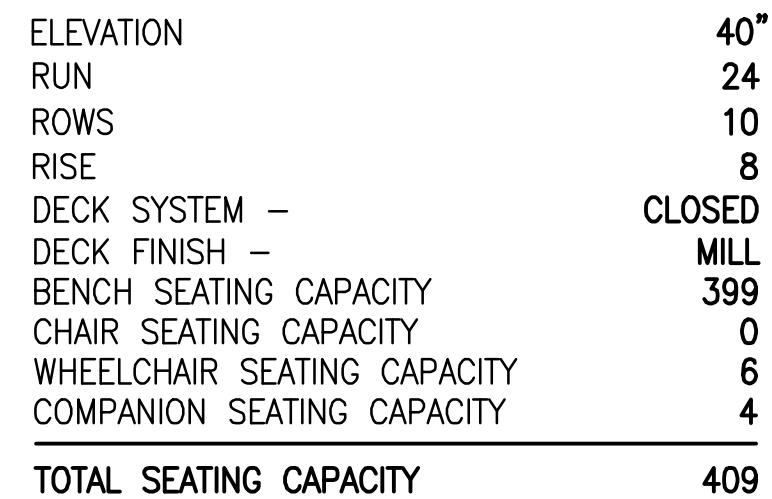 ELEVATION 40"
RUN 24
ROWS 10
RISE 8
DECK SYSTEM – CLOSED
DECK FINISH – MILL
BENCH SEATING CAPACITY 399
CHAIR SEATING CAPACITY 0
WHEELCHAIR SEATING CAPACITY 6
COMPANION SEATING CAPACITY 4
TOTAL SEATING CAPACITY 409